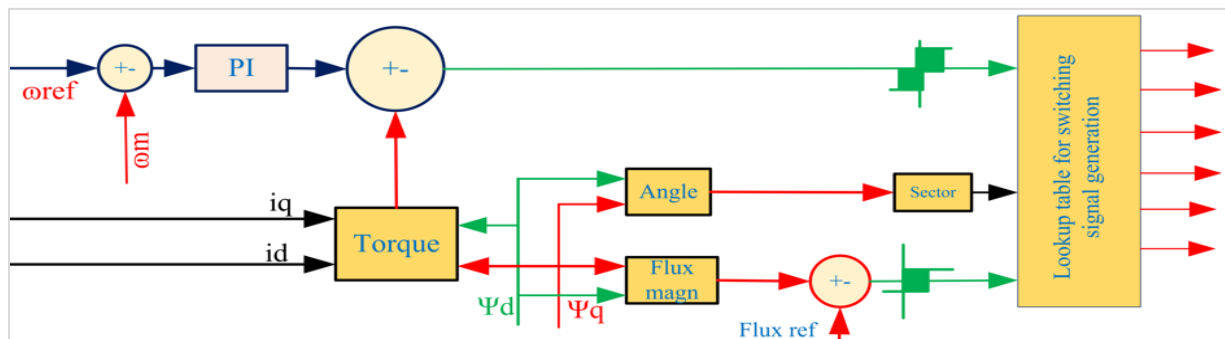 +-
PI
+-
ωref
ωm
iq
id
Torque
Angle
Sector
Flux
magn
+-
Ψd
Ψq
Flux ref
Lookup table for switching
signal generation